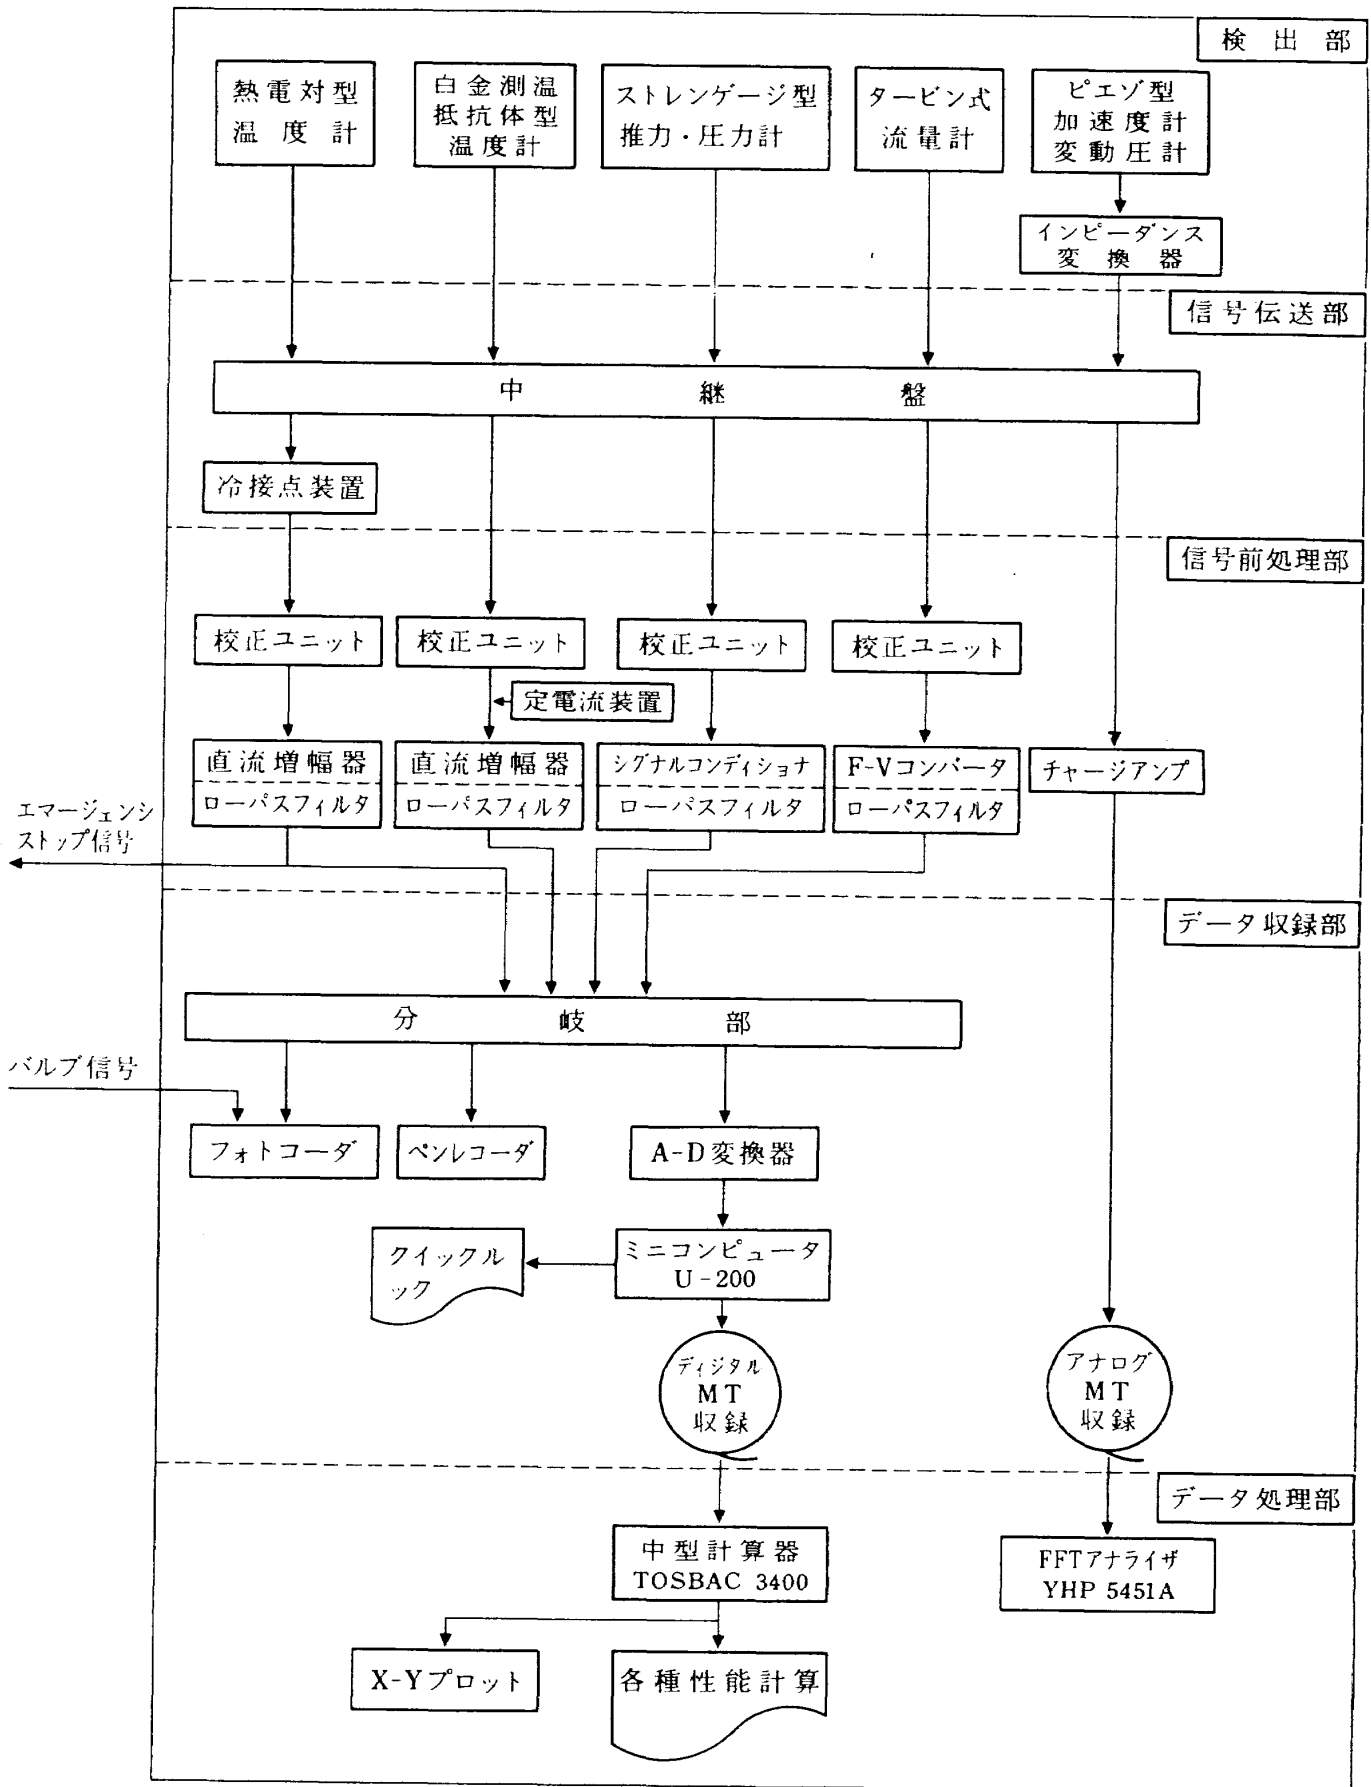 検出部
熱電対型
温度計
白金測温
抵抗体型
温度計
ストレンゲージ型
推力・圧力計
タービン式
流量計
ピエゾ型
加速度計
変動圧計
インピーダンス
変換器
信号伝送部
中継盤
冷接点装置
信号前処理部
校正ユニット
校正ユニット
校正ユニット
校正ユニット
定電流装置
直流増幅器
ローパスフィルタ
直流増幅器
ローパスフィルタ
シグナルコンディショナ
ローパスフィルタ
F-Vコンバータ
ローパスフィルタ
チャージアンプ
エマージェンシ
ストップ信号
データ収録部
分岐部
バルブ信号
フォトコーダ
ペンレコーダ
A-D変換器
クイックル
ック
ミニコンピュータ
U-200
ディジタル
MT
収録
アナログ
MT
収録
データ処理部
中型計算器
TOSBAC 3400
FFTアナライザ
YHP 5451A
X-Yプロット
各種性能計算